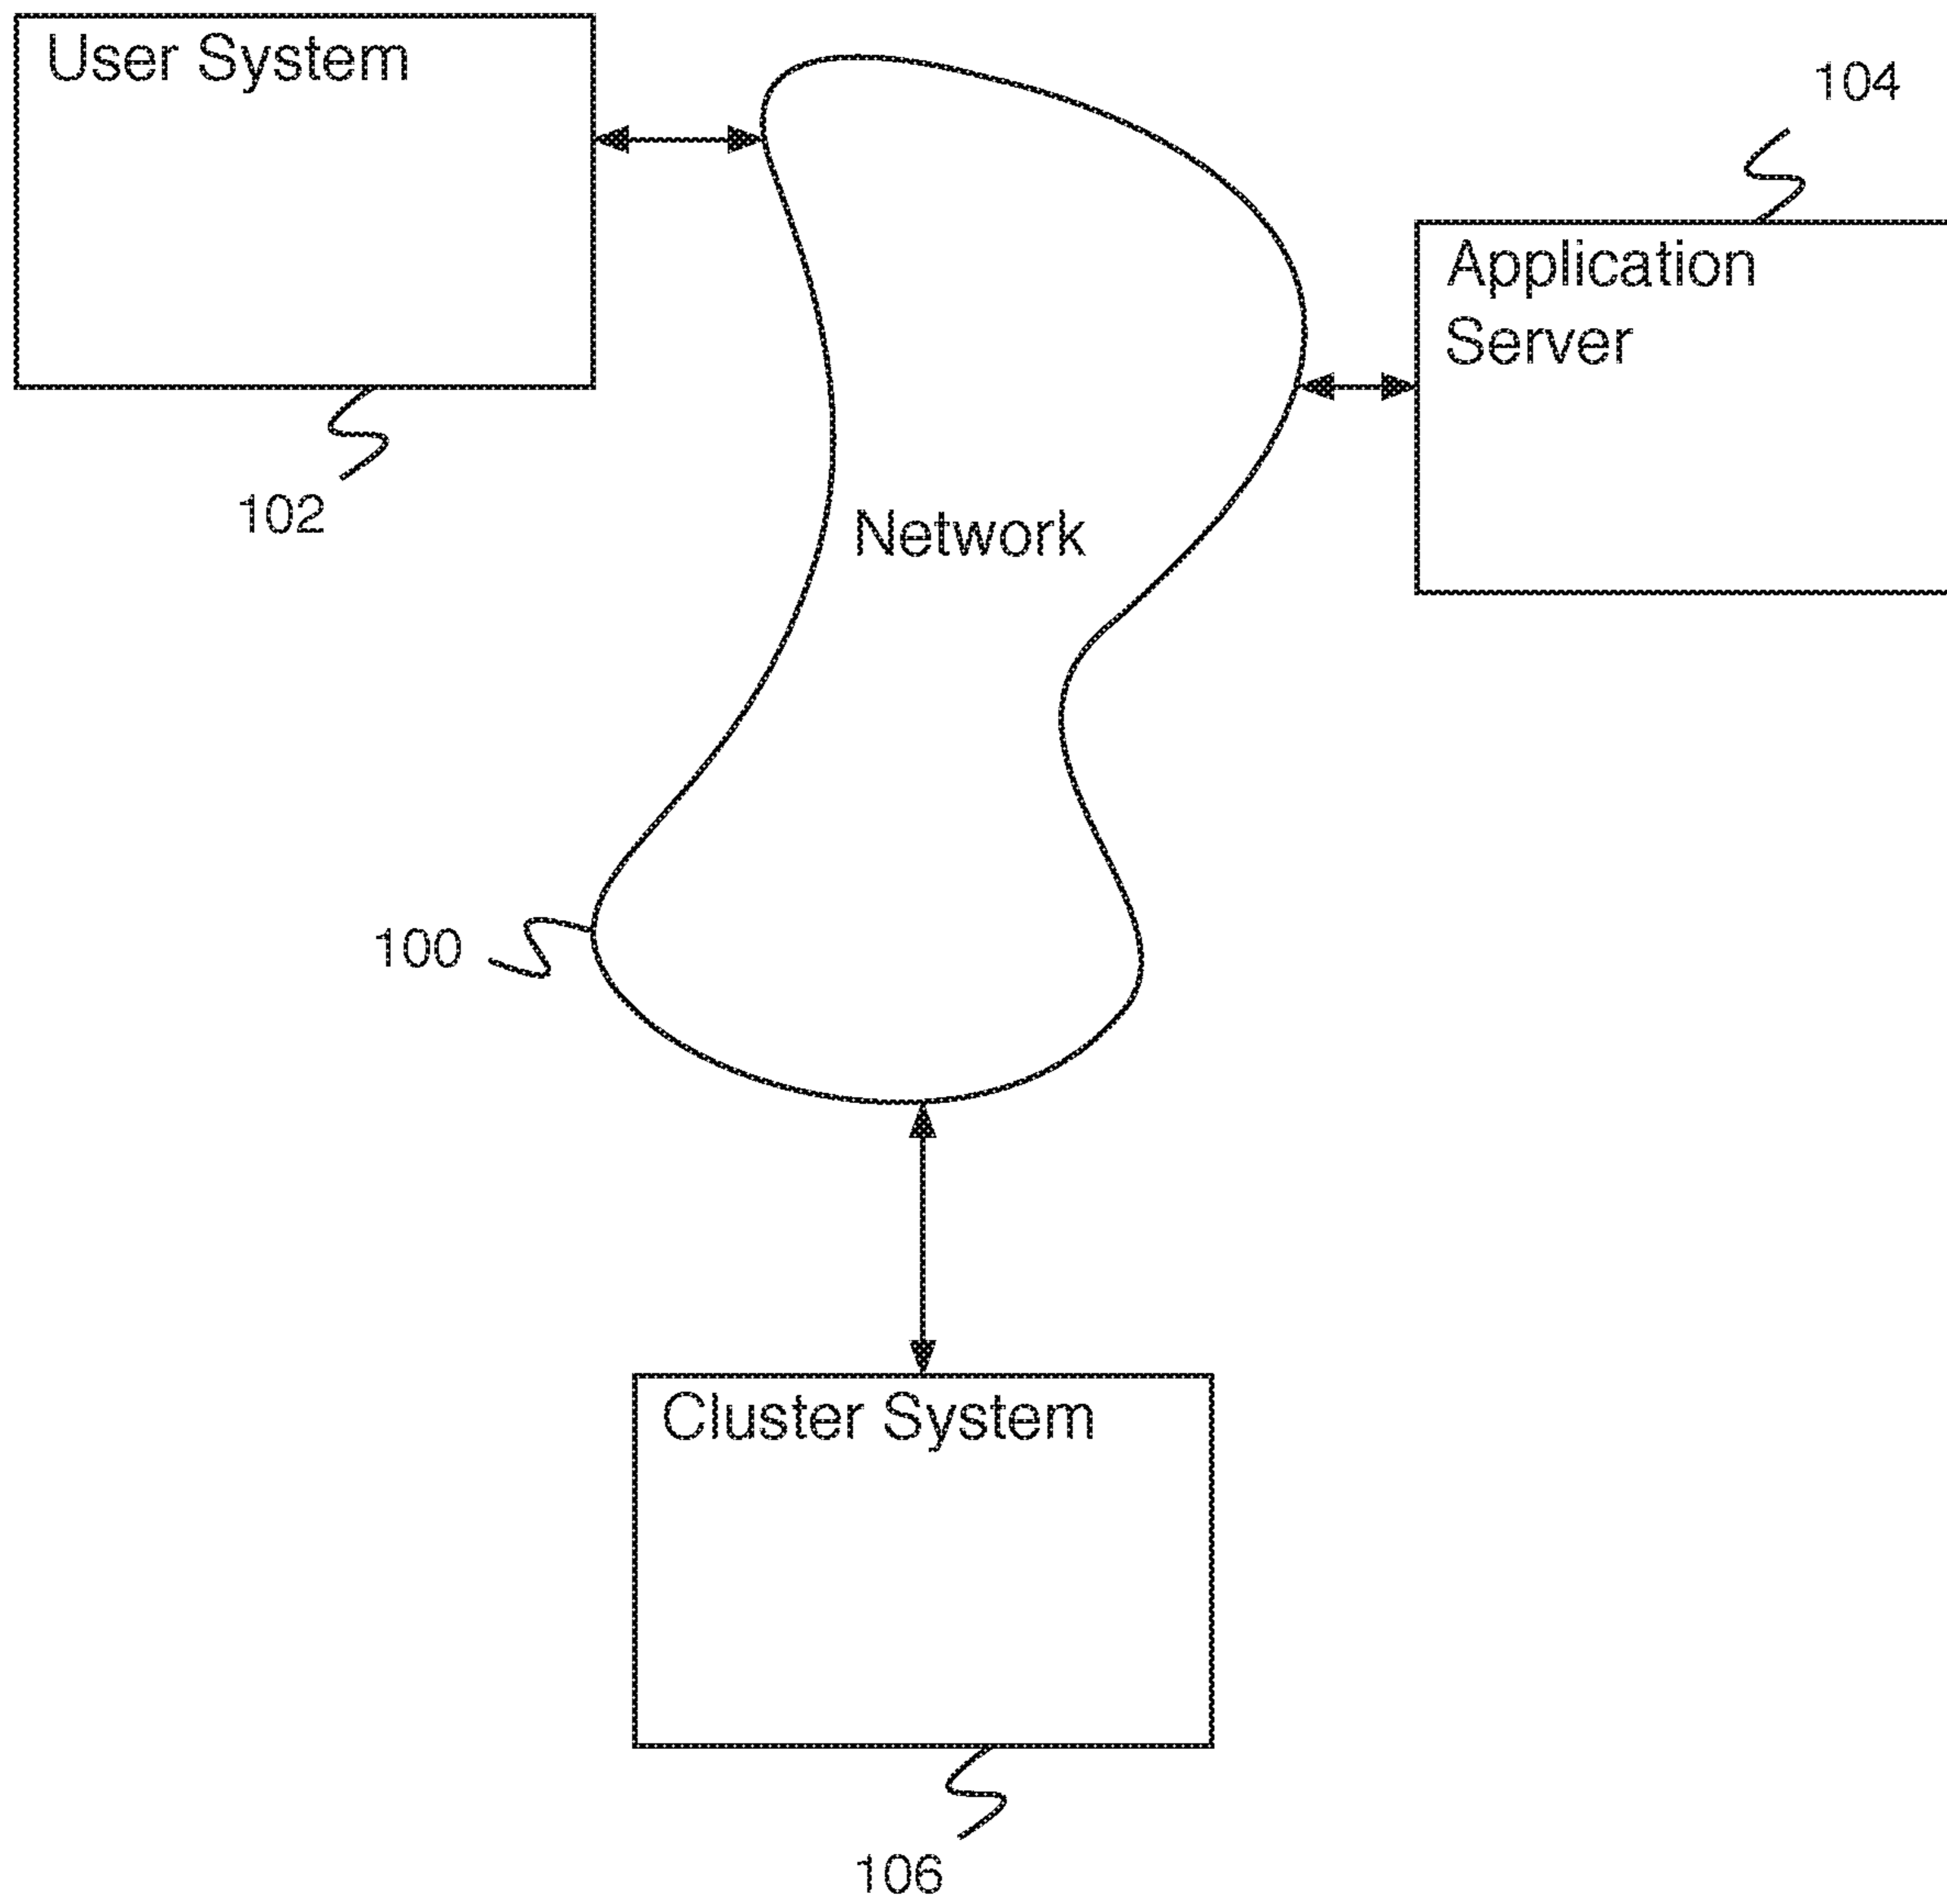 User System
104
Application
Server
102
Network
100
Cluster System
106